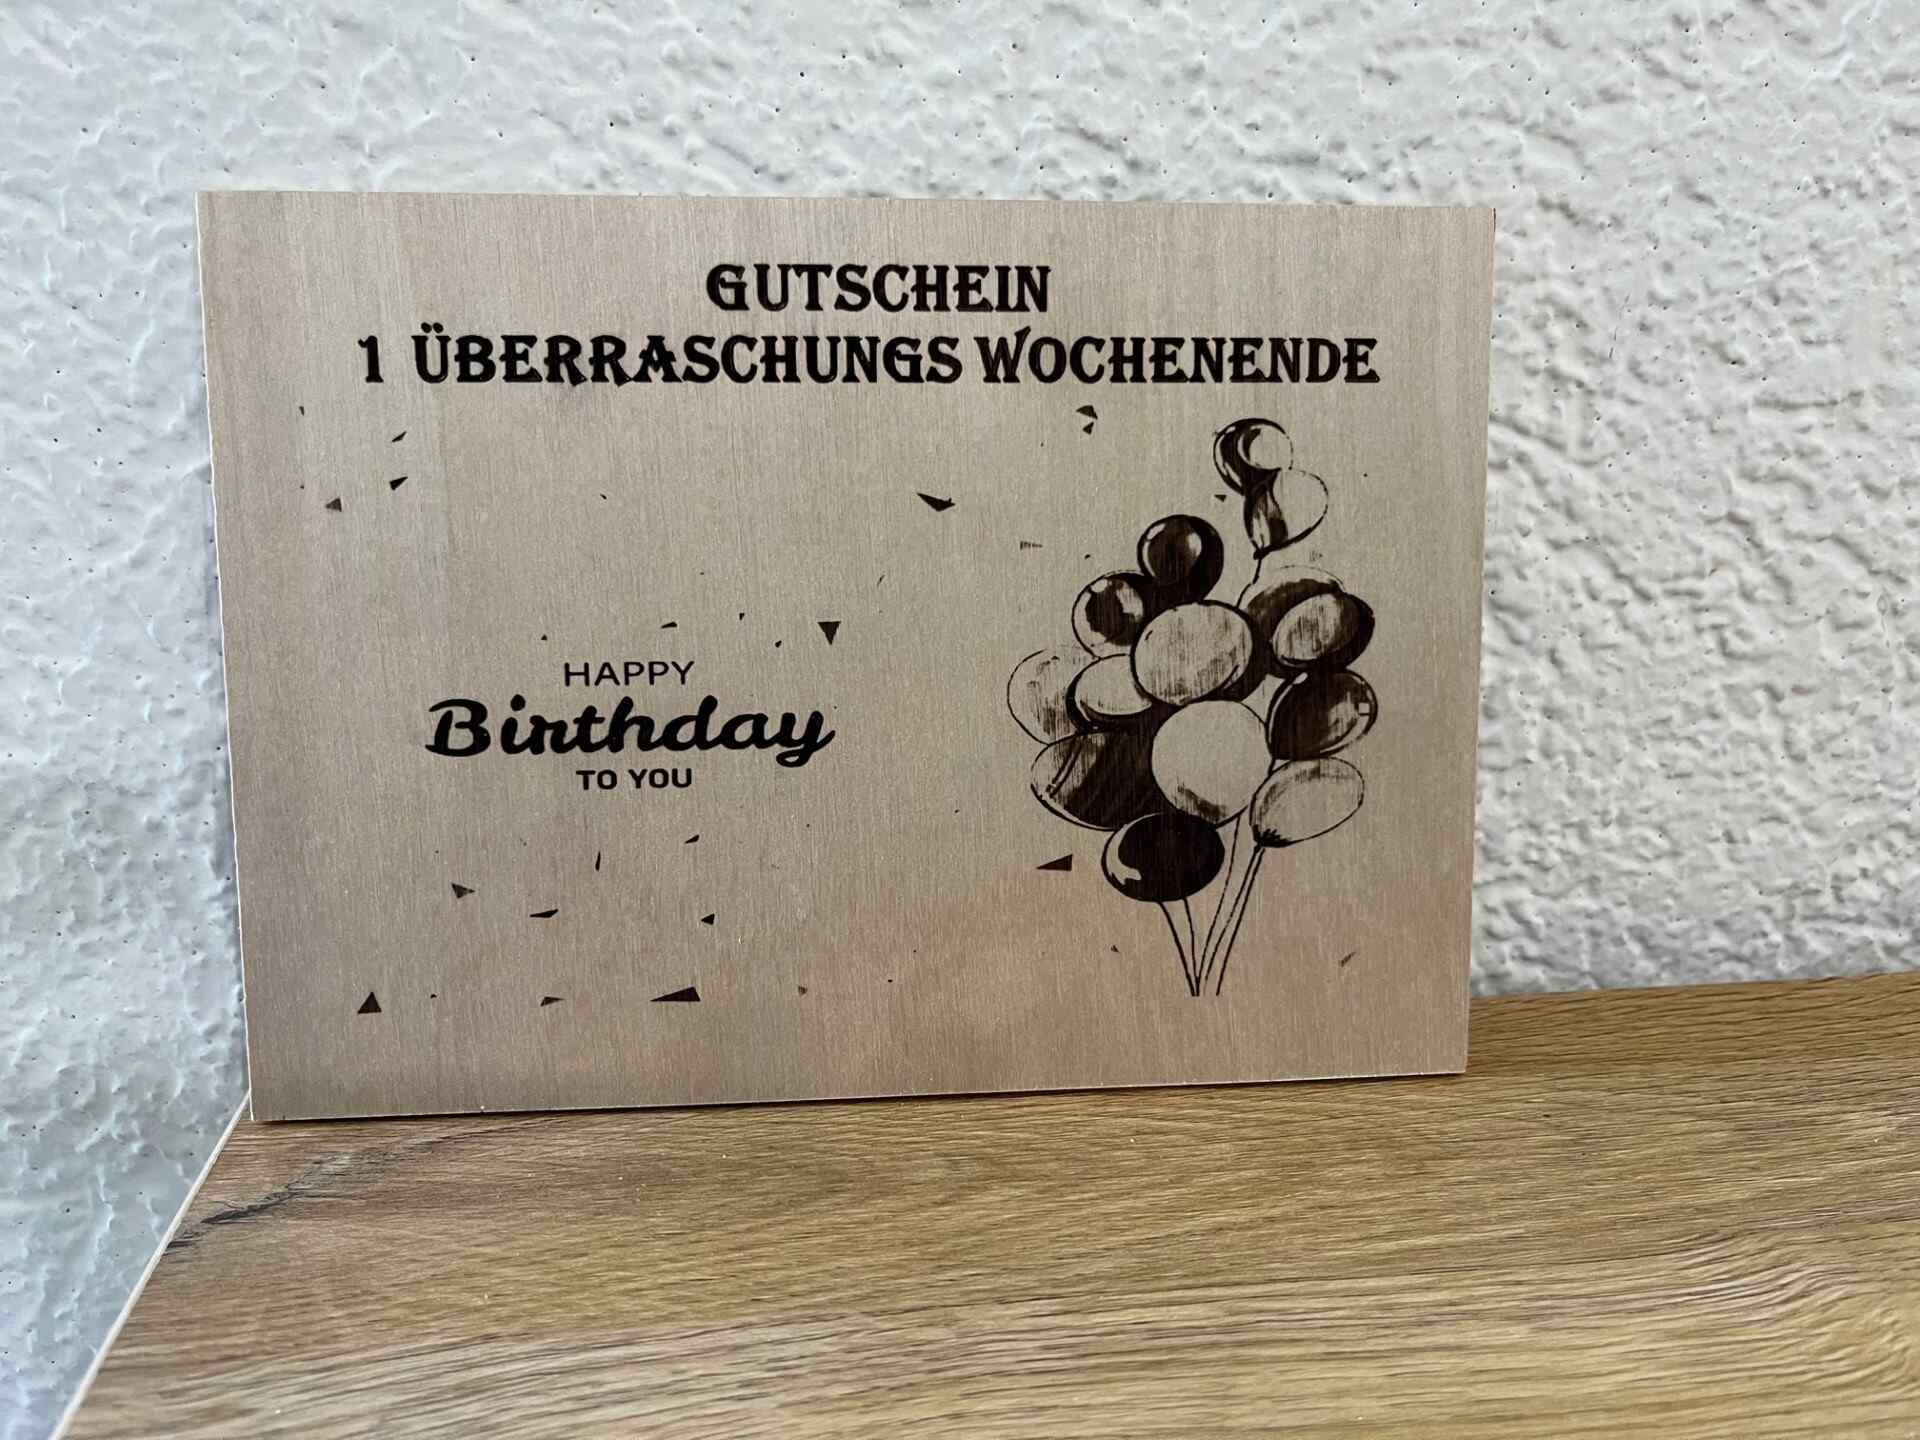 GUTSCHEIN
1 ÜBERRASCHUNGS WOCHENENDE
HAPPY
Birthday
TO YOU